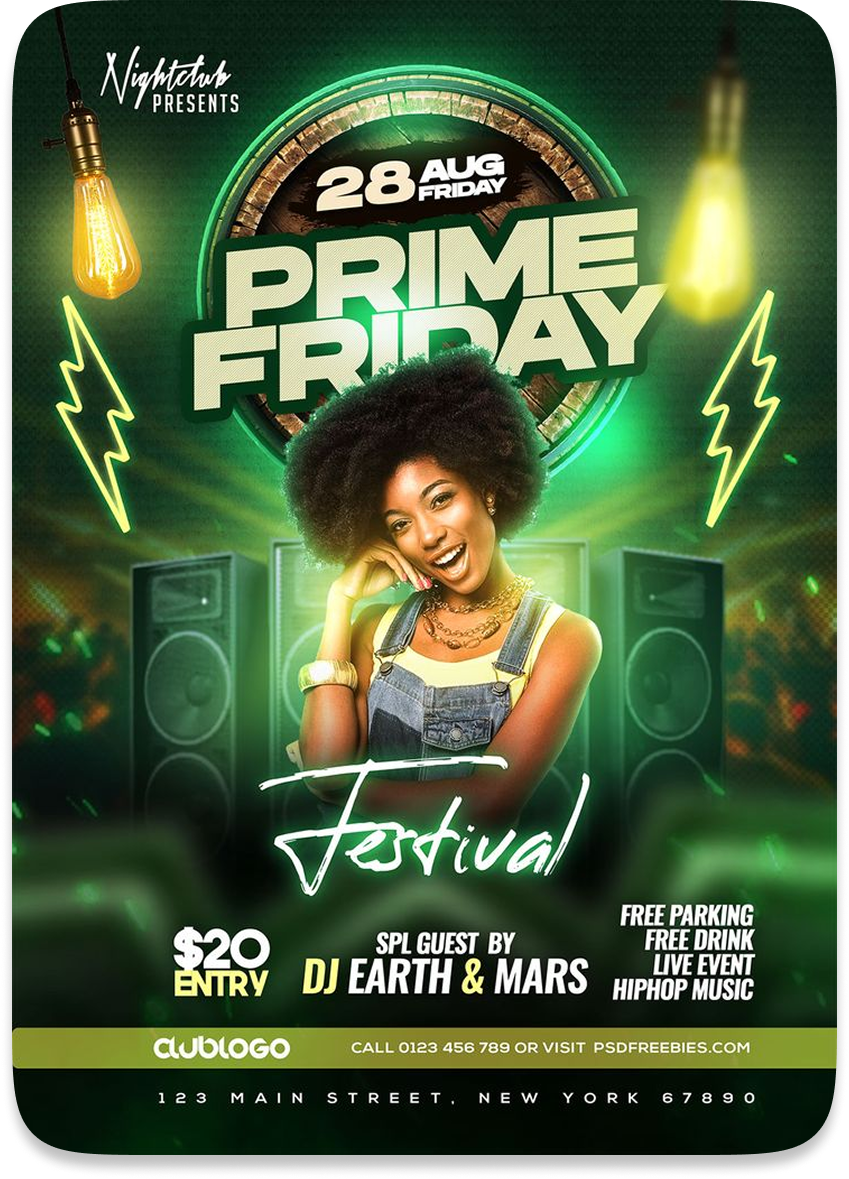 Nightclub
PRESENTS
28 AUG
FRIDAY
PRIME
FRIDAY
Festival
$20
ENTRY
SPL GUEST BY
DJ EARTH & MARS
FREE PARKING
FREE DRINK
LIVE EVENT
HIPHOP MUSIC
CLUBLOGO
CALL 0123 456 789 OR VISIT PSDFREEBIES.COM
123 MAIN STREET, NEW YORK 67890